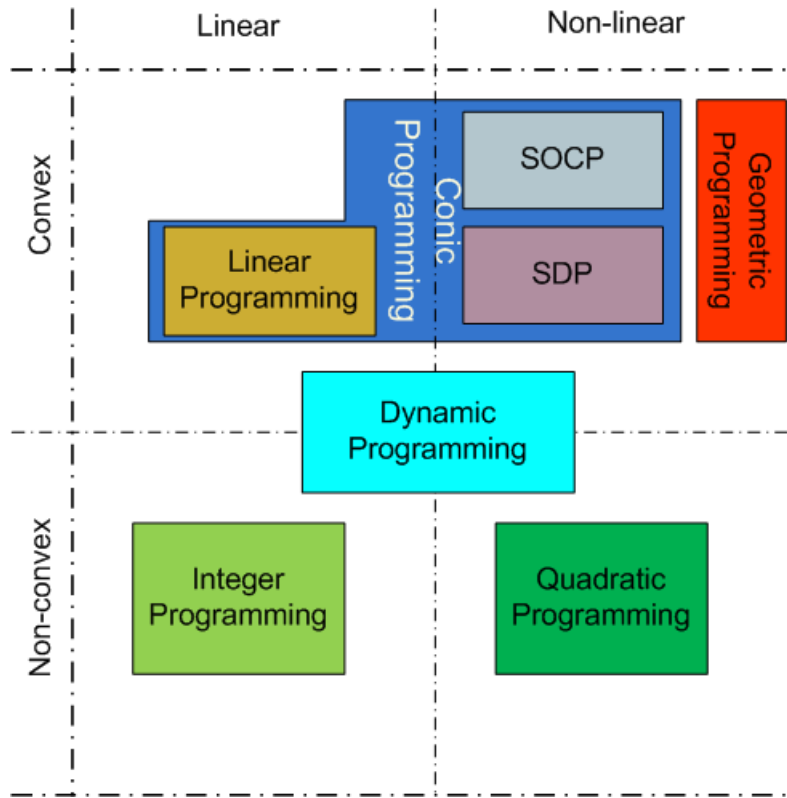 Linear
Non-linear
Convex
Conic
Programming
SOCP
Geometric
Programming
Linear
Programming
SDP
Dynamic
Programming
Non-convex
Integer
Programming
Quadratic
Programming